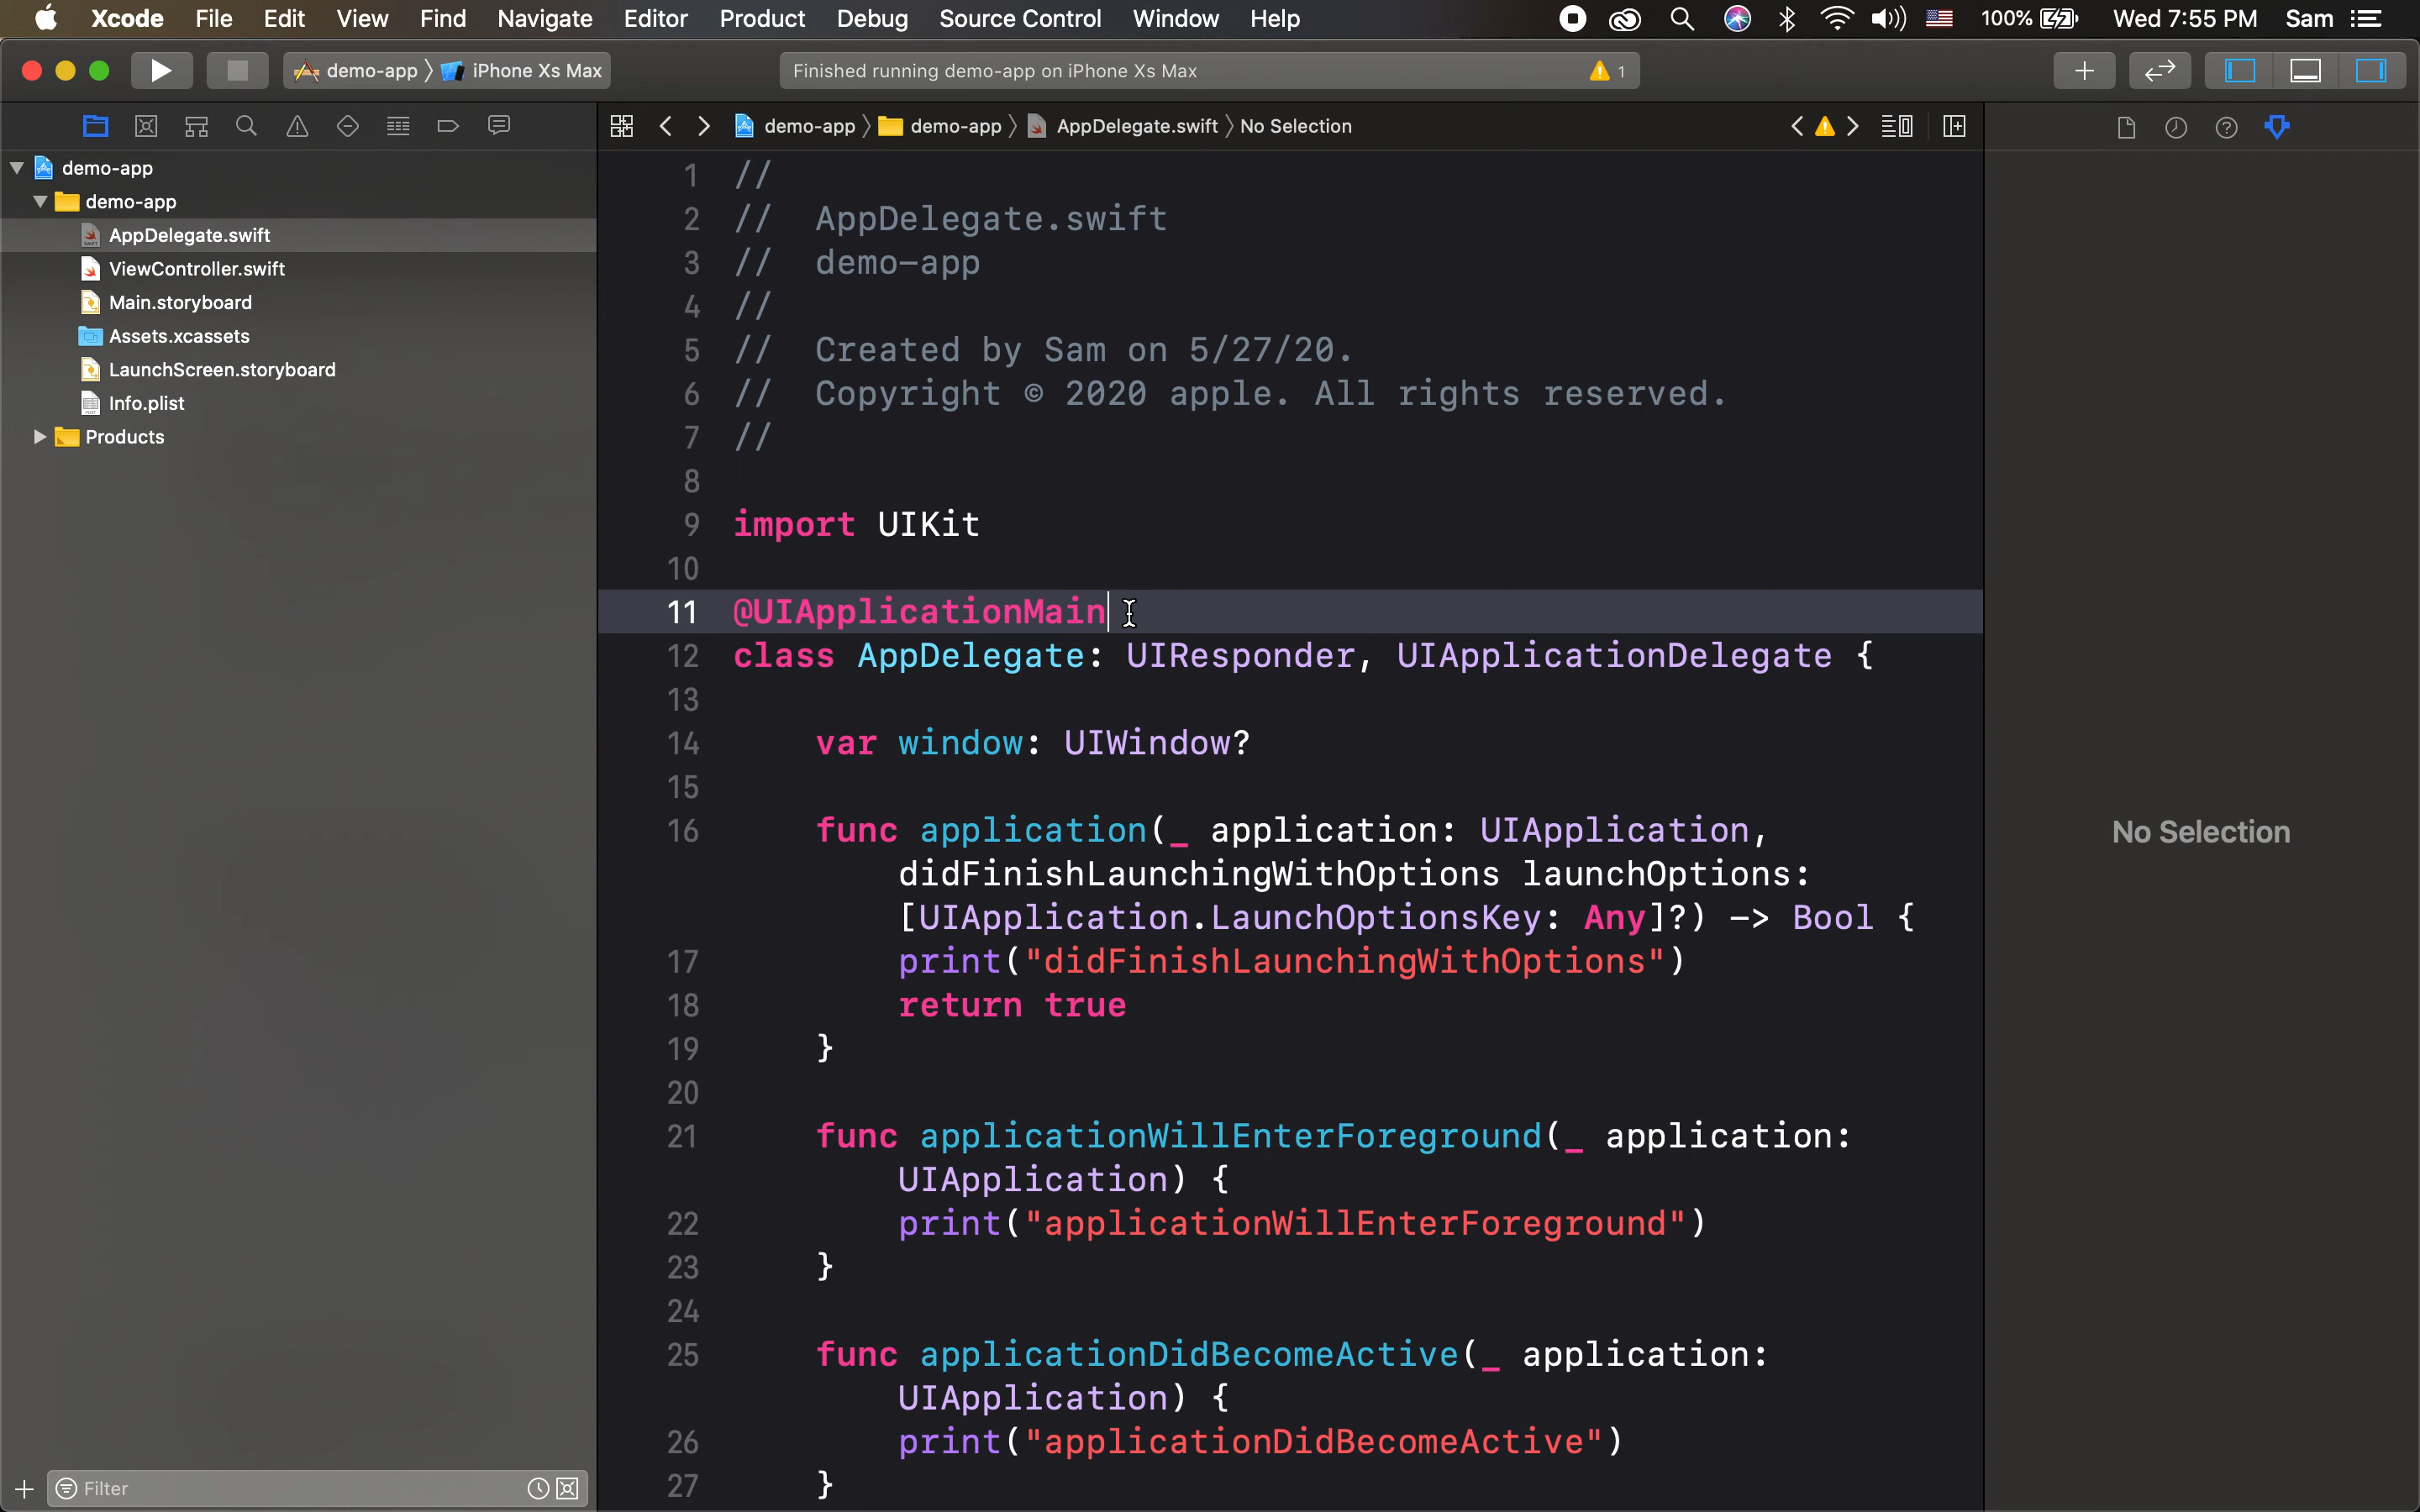 Xcode File Edit View Find Navigate Editor Product Debug Source Control Window Help 100% Wed 7:55 PM Sam
demo-app 〉 iPhone Xs Max Finished running demo-app on iPhone Xs Max 1
demo-app 〉 demo-app 〉 AppDelegate.swift 〉 No Selection
demo-app
demo-app
AppDelegate.swift
ViewController.swift
Main.storyboard
Assets.xcassets
LaunchScreen.storyboard
Info.plist
Products
Filter
1 //
2 //  AppDelegate.swift
3 //  demo-app
4 //
5 //  Created by Sam on 5/27/20.
6 //  Copyright © 2020 apple. All rights reserved.
7 //
8
9 import UIKit
10
11 @UIApplicationMain
12 class AppDelegate: UIResponder, UIApplicationDelegate {
13
14     var window: UIWindow?
15
16     func application(_ application: UIApplication,
didFinishLaunchingWithOptions launchOptions:
[UIApplication.LaunchOptionsKey: Any]?) -> Bool {
17         print("didFinishLaunchingWithOptions")
18         return true
19     }
20
21     func applicationWillEnterForeground(_ application:
UIApplication) {
22         print("applicationWillEnterForeground")
23     }
24
25     func applicationDidBecomeActive(_ application:
UIApplication) {
26         print("applicationDidBecomeActive")
27     }
No Selection